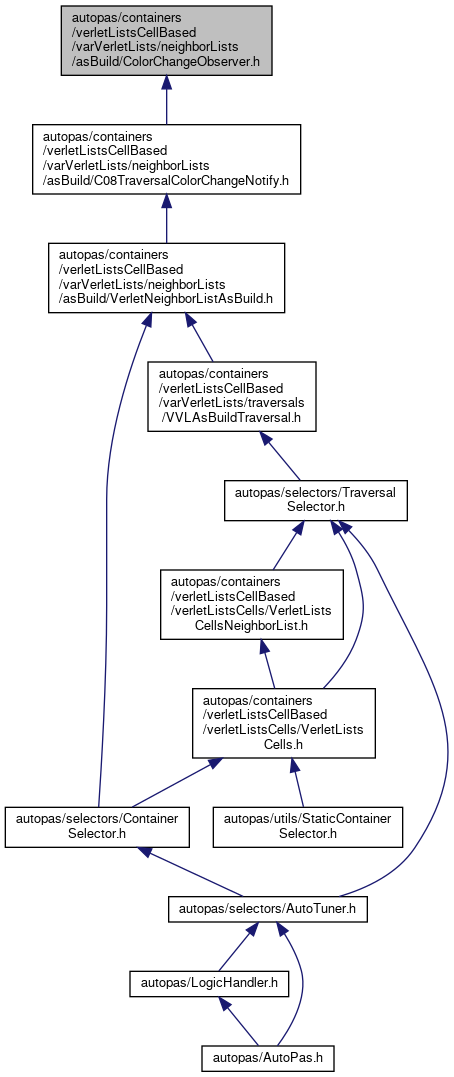 autopas/containers
/verletListsCellBased
/varVerletLists/neighborLists
/asBuild/ColorChangeObserver.h
autopas/containers
/verletListsCellBased
/varVerletLists/neighborLists
/asBuild/C08TraversalColorChangeNotify.h
autopas/containers
/verletListsCellBased
/varVerletLists/neighborLists
/asBuild/VerletNeighborListAsBuild.h
autopas/containers
/verletListsCellBased
/varVerletLists/traversals
/VVLAsBuildTraversal.h
autopas/selectors/Traversal
Selector.h
autopas/containers
/verletListsCellBased
/verletListsCells/VerletLists
CellsNeighborList.h
autopas/containers
/verletListsCellBased
/verletListsCells/VerletLists
Cells.h
autopas/selectors/Container
Selector.h
autopas/utils/StaticContainer
Selector.h
autopas/selectors/AutoTuner.h
autopas/LogicHandler.h
autopas/AutoPas.h